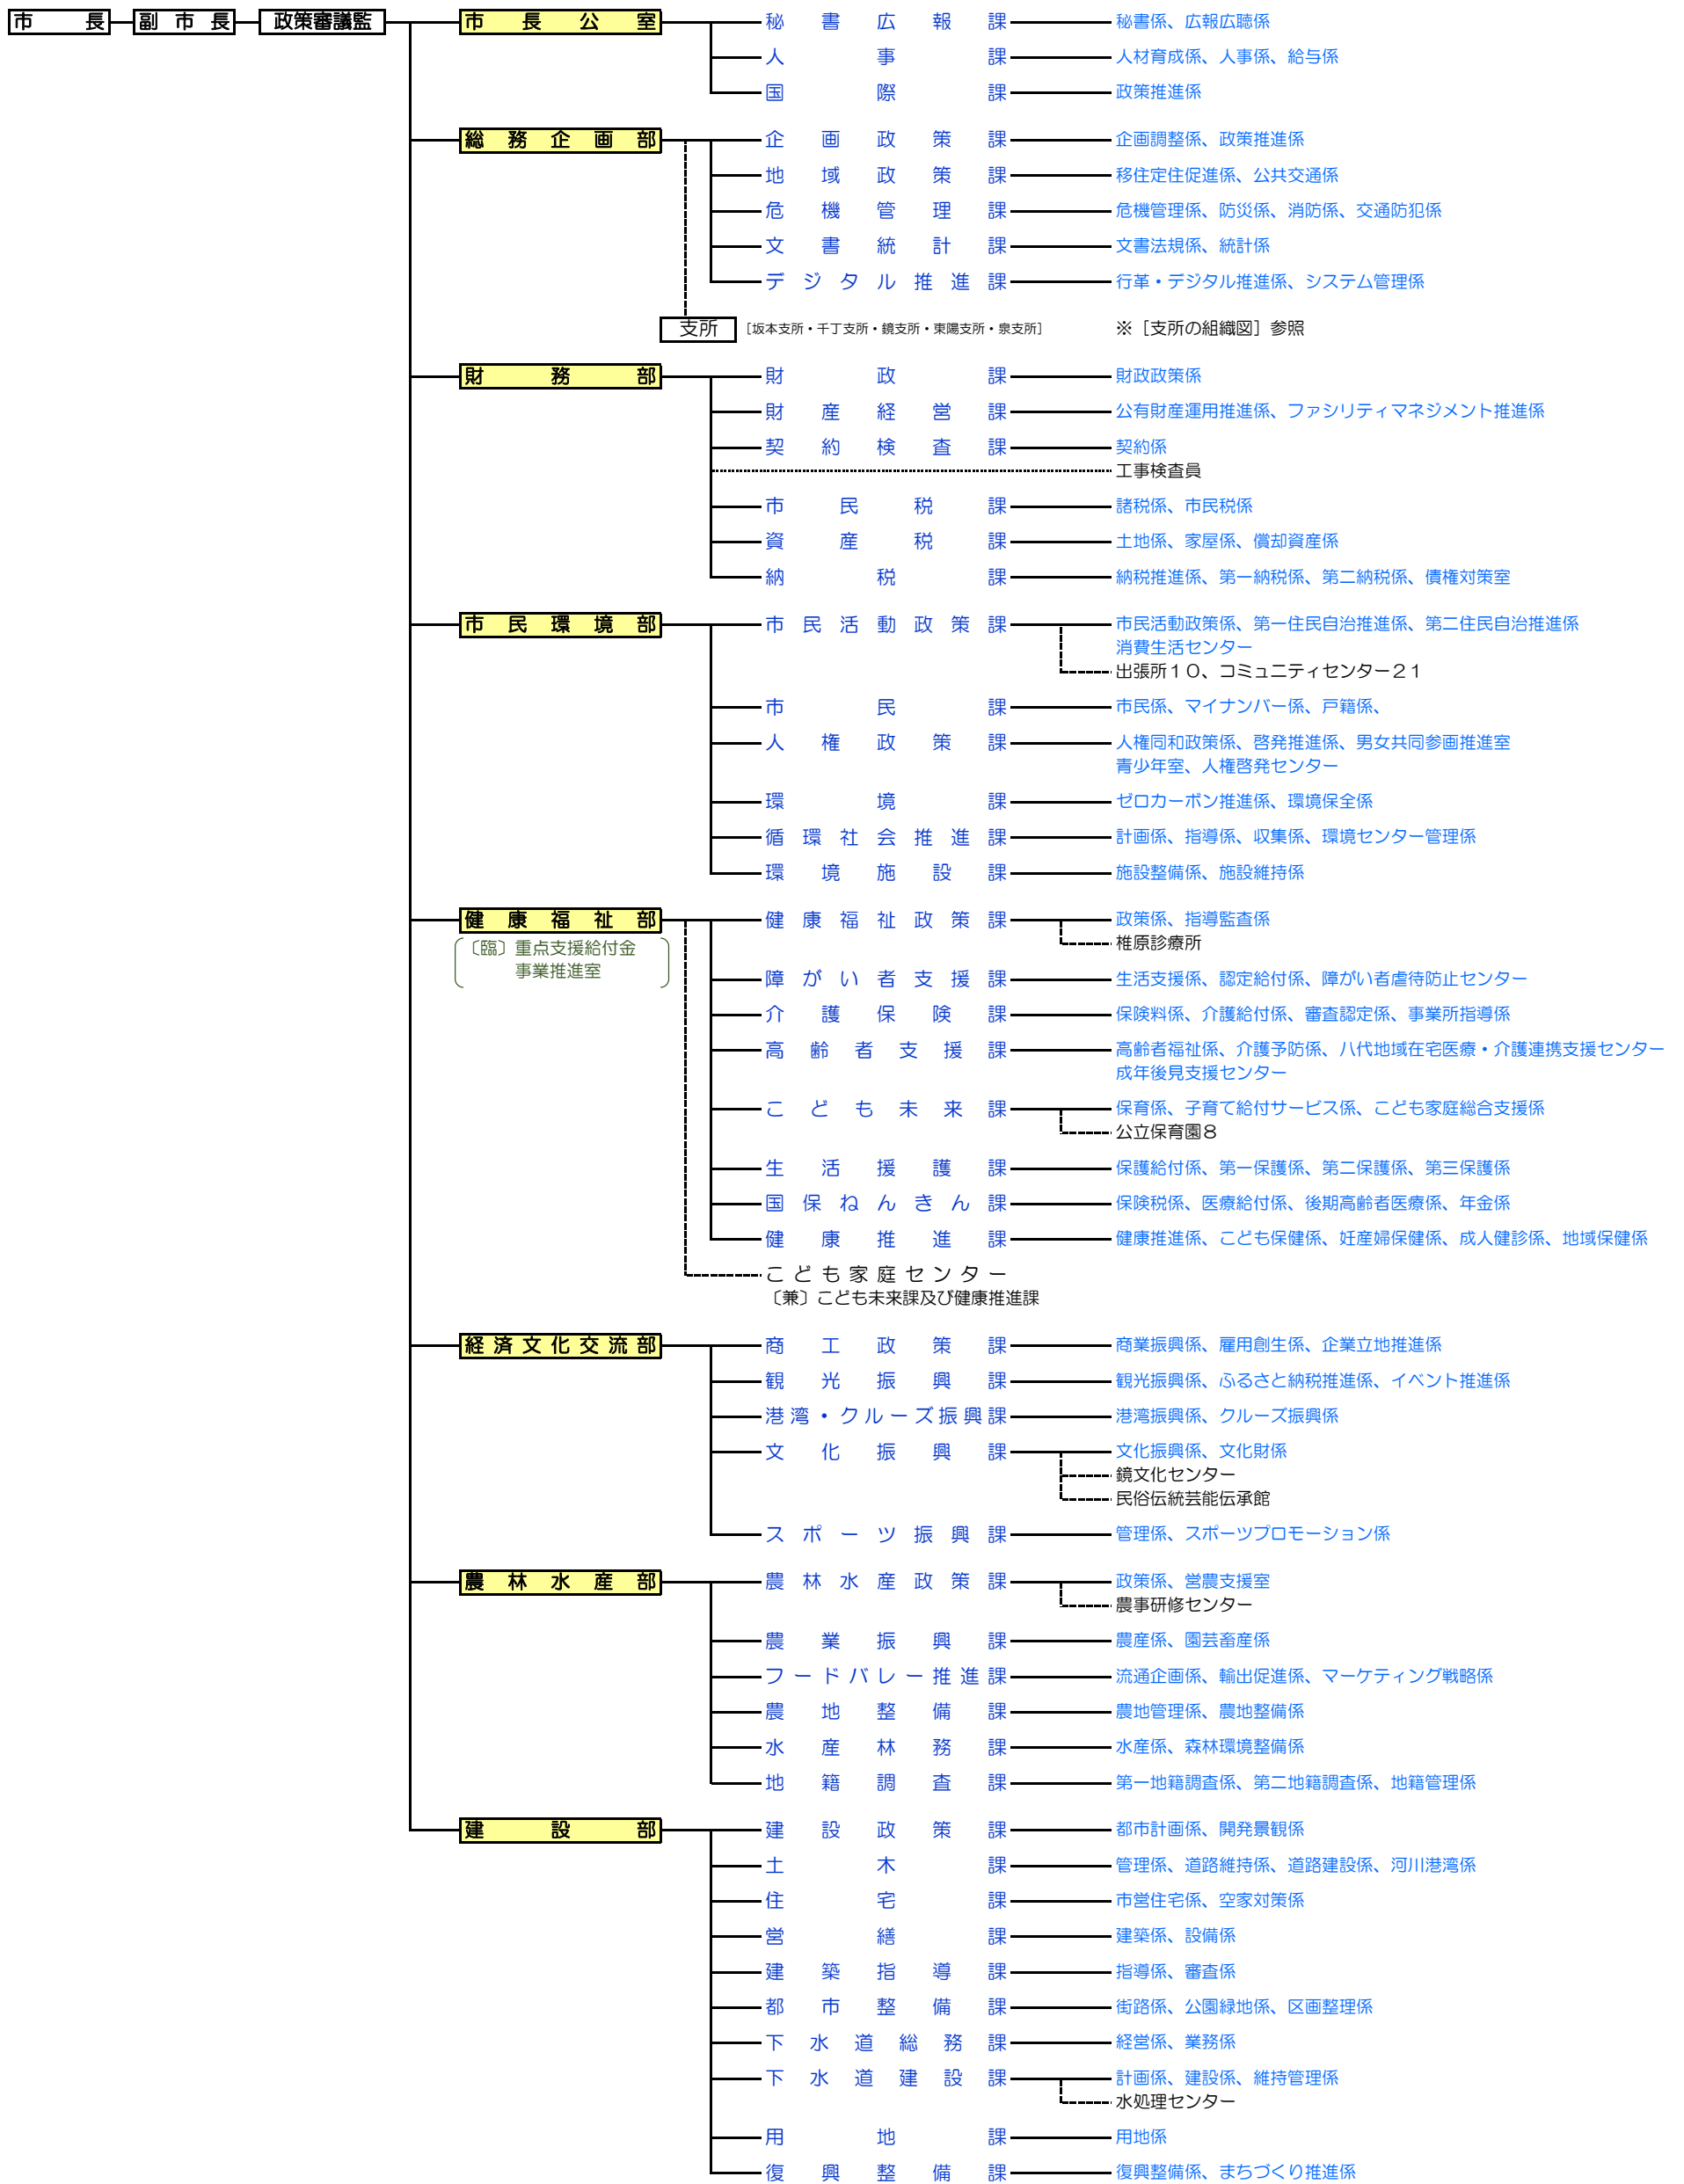 市長 副市長 政策審議監 市長公室 秘書広報課 秘書係、広報広聴係
人事課 人材育成係、人事係、給与係
国際課 政策推進係
総務企画部 企画政策課 企画調整係、政策推進係
地域政策課 移住定住促進係、公共交通係
危機管理課 危機管理係、防災係、消防係、交通防犯係
文書統計課 文書法規係、統計係
デジタル推進課 行革・デジタル推進係、システム管理係
支所 [坂本支所・千丁支所・鏡支所・東陽支所・泉支所] ※［支所の組織図］参照
財務部 財政課 財政政策係
財産経営課 公有財産運用推進係、ファシリティマネジメント推進係
契約検査課 契約係
工事検査員
市民税課 諸税係、市民税係
資産税課 土地係、家屋係、償却資産係
納税課 納税推進係、第一納税係、第二納税係、債権対策室
市民環境部 市民活動政策課 市民活動政策係、第一住民自治推進係、第二住民自治推進係
消費生活センター
出張所１０、コミュニティセンター２１
市民課 市民係、マイナンバー係、戸籍係、
人権政策課 人権同和政策係、啓発推進係、男女共同参画推進室
青少年室、人権啓発センター
環境課 ゼロカーボン推進係、環境保全係
循環社会推進課 計画係、指導係、収集係、環境センター管理係
環境施設課 施設整備係、施設維持係
健康福祉部 健康福祉政策課 政策係、指導監査係
〔臨〕重点支援給付金 椎原診療所
事業推進室
障がい者支援課 生活支援係、認定給付係、障がい者虐待防止センター
介護保険課 保険料係、介護給付係、審査認定係、事業所指導係
高齢者支援課 高齢者福祉係、介護予防係、八代地域在宅医療・介護連携支援センター
成年後見支援センター
こども未来課 保育係、子育て給付サービス係、こども家庭総合支援係
公立保育園８
生活援護課 保護給付係、第一保護係、第二保護係、第三保護係
国保ねんきん課 保険税係、医療給付係、後期高齢者医療係、年金係
健康推進課 健康推進係、こども保健係、妊産婦保健係、成人健診係、地域保健係
こども家庭センター
〔兼〕こども未来課及び健康推進課
経済文化交流部 商工政策課 商業振興係、雇用創生係、企業立地推進係
観光振興課 観光振興係、ふるさと納税推進係、イベント推進係
港湾・クルーズ振興課 港湾振興係、クルーズ振興係
文化振興課 文化振興係、文化財係
鏡文化センター
民俗伝統芸能伝承館
スポーツ振興課 管理係、スポーツプロモーション係
農林水産部 農林水産政策課 政策係、営農支援室
農事研修センター
農業振興課 農産係、園芸畜産係
フードバレー推進課 流通企画係、輸出促進係、マーケティング戦略係
農地整備課 農地管理係、農地整備係
水産林務課 水産係、森林環境整備係
地籍調査課 第一地籍調査係、第二地籍調査係、地籍管理係
建設部 建設政策課 都市計画係、開発景観係
土木課 管理係、道路維持係、道路建設係、河川港湾係
住宅課 市営住宅係、空家対策係
営繕課 建築係、設備係
建築指導課 指導係、審査係
都市整備課 街路係、公園緑地係、区画整理係
下水道総務課 経営係、業務係
下水道建設課 計画係、建設係、維持管理係
水処理センター
用地課 用地係
復興整備課 復興整備係、まちづくり推進係